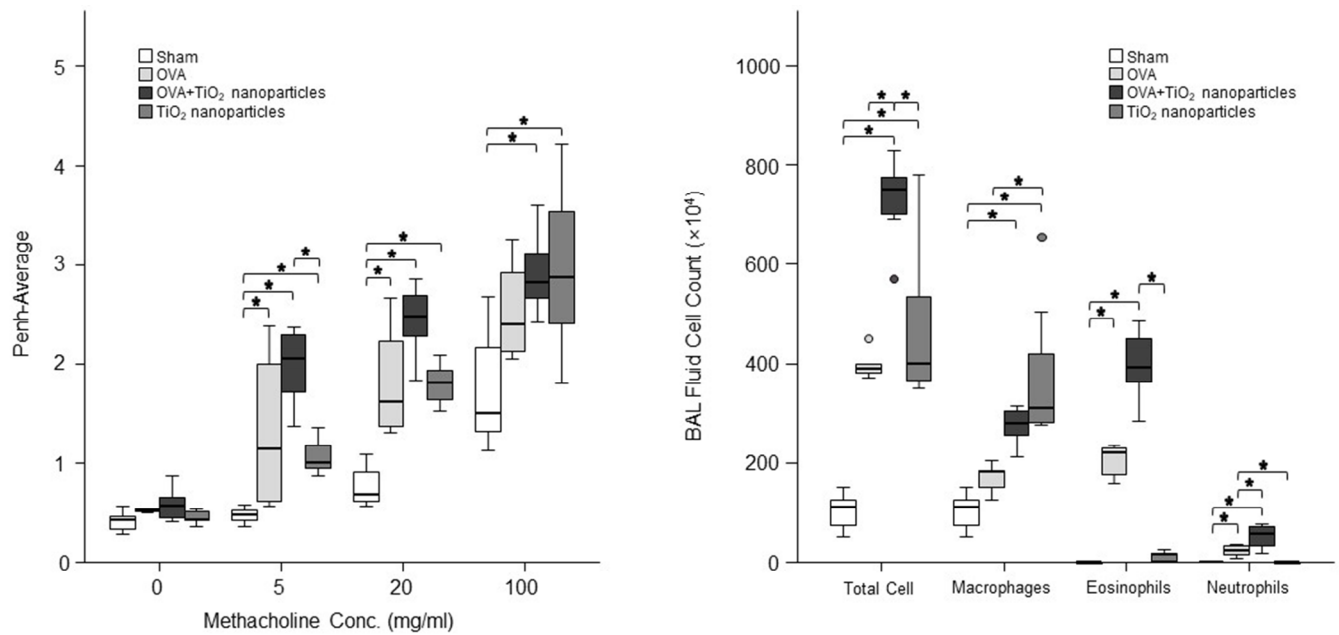 Sham
OVA
OVA+TiO₂ nanoparticles
TiO₂ nanoparticles
5
4
3
2
1
0
Penh-Average
* * * *
* * *
* *
0 5 20 100
Methacholine Conc. (mg/ml)
Sham
OVA
OVA+TiO₂ nanoparticles
TiO₂ nanoparticles
1000
800
600
400
200
0
BAL Fluid Cell Count (×10⁴)
* * * *
* * *
* * *
* * * *
Total Cell Macrophages Eosinophils Neutrophils